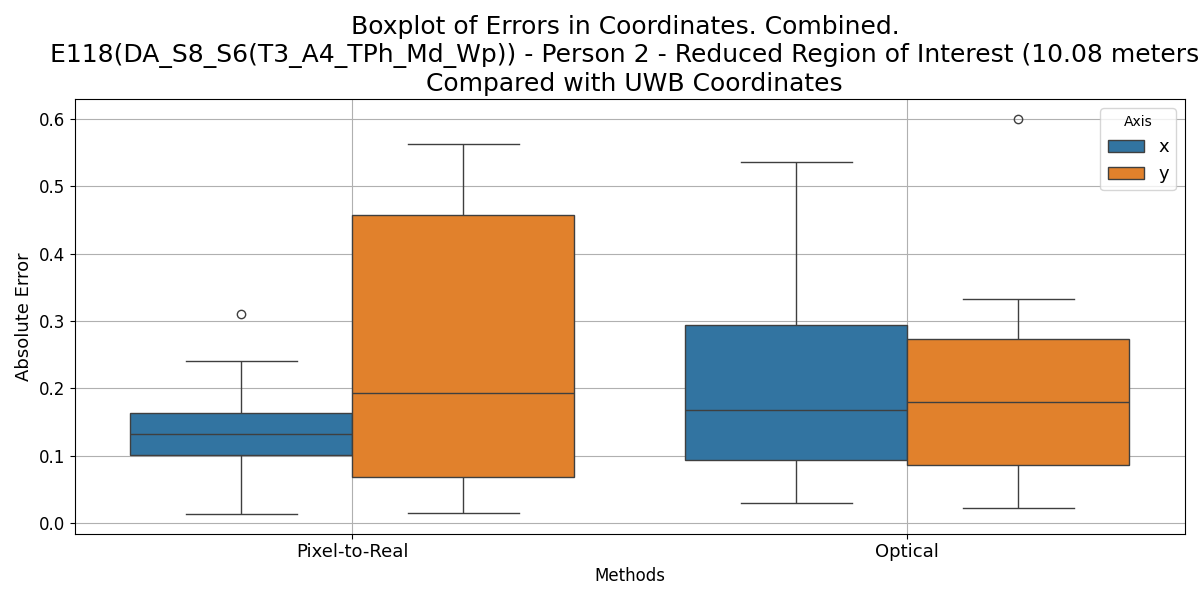 Boxplot of Errors in Coordinates. Combined.
E118(DA_S8_S6(T3_A4_TPh_Md_Wp)) - Person 2 - Reduced Region of Interest (10.08 meters
Compared with UWB Coordinates
Absolute Error
0.6
0.5
0.4
0.3
0.2
0.1
0.0
Axis
x
y
Pixel-to-Real
Optical
Methods